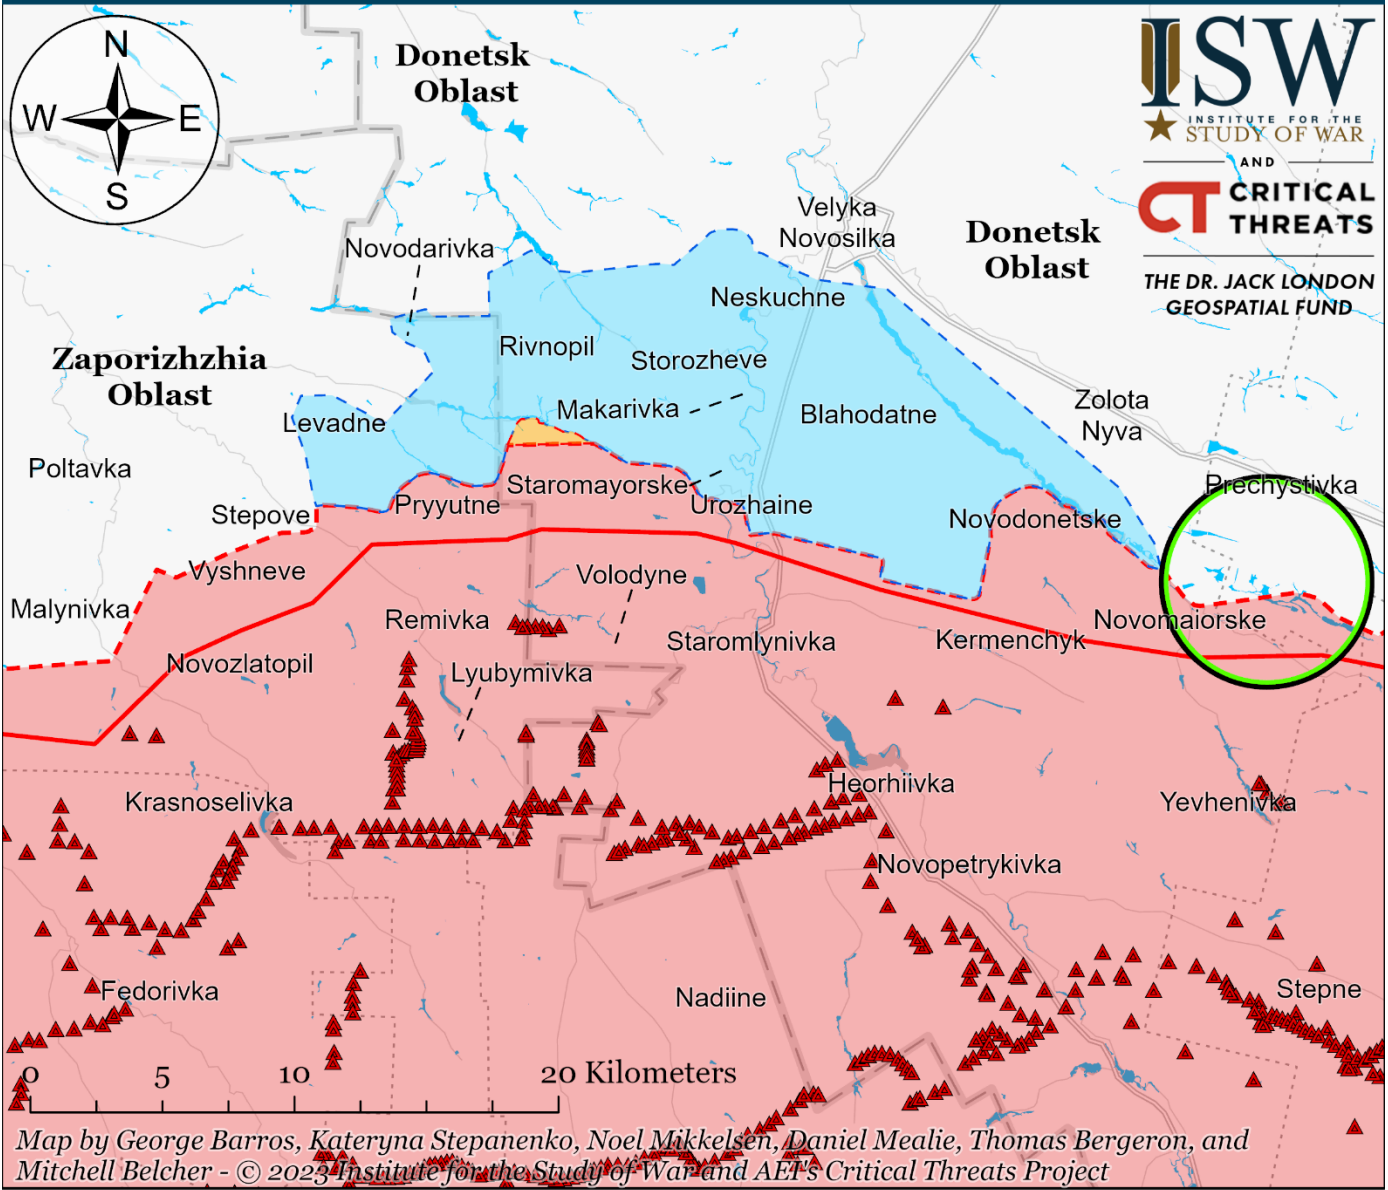 N
W
E
S
Donetsk
Oblast
ISW
INSTITUTE FOR THE
STUDY OF WAR
AND
CT CRITICAL
THREATS
THE DR. JACK LONDON
GEOSPATIAL FUND
Velyka
Novosilka
Donetsk
Oblast
Novodarivka
Neskuchne
Zaporizhzhia
Oblast
Rivnopil
Storozheve
Levadne
Makarivka
Blahodatne
Zolota
Nyva
Poltavka
Staromayorske
Prechystivka
Stepove
Pryyutne
Urozhaine
Novodonetske
Vyshneve
Volodyne
Malynivka
Remivka
Staromlynivka
Kermenchyk
Novomaiorske
Novozlatopil
Lyubymivka
Krasnoselivka
Heorhiivka
Yevhenivka
Novopetrykivka
Fedorivka
Nadiine
Stepne
0 5 10 20 Kilometers
Map by George Barros, Kateryna Stepanenko, Noel Mikkelsen, Daniel Mealie, Thomas Bergeron, and
Mitchell Belcher - © 2023 Institute for the Study of War and AEI's Critical Threats Project